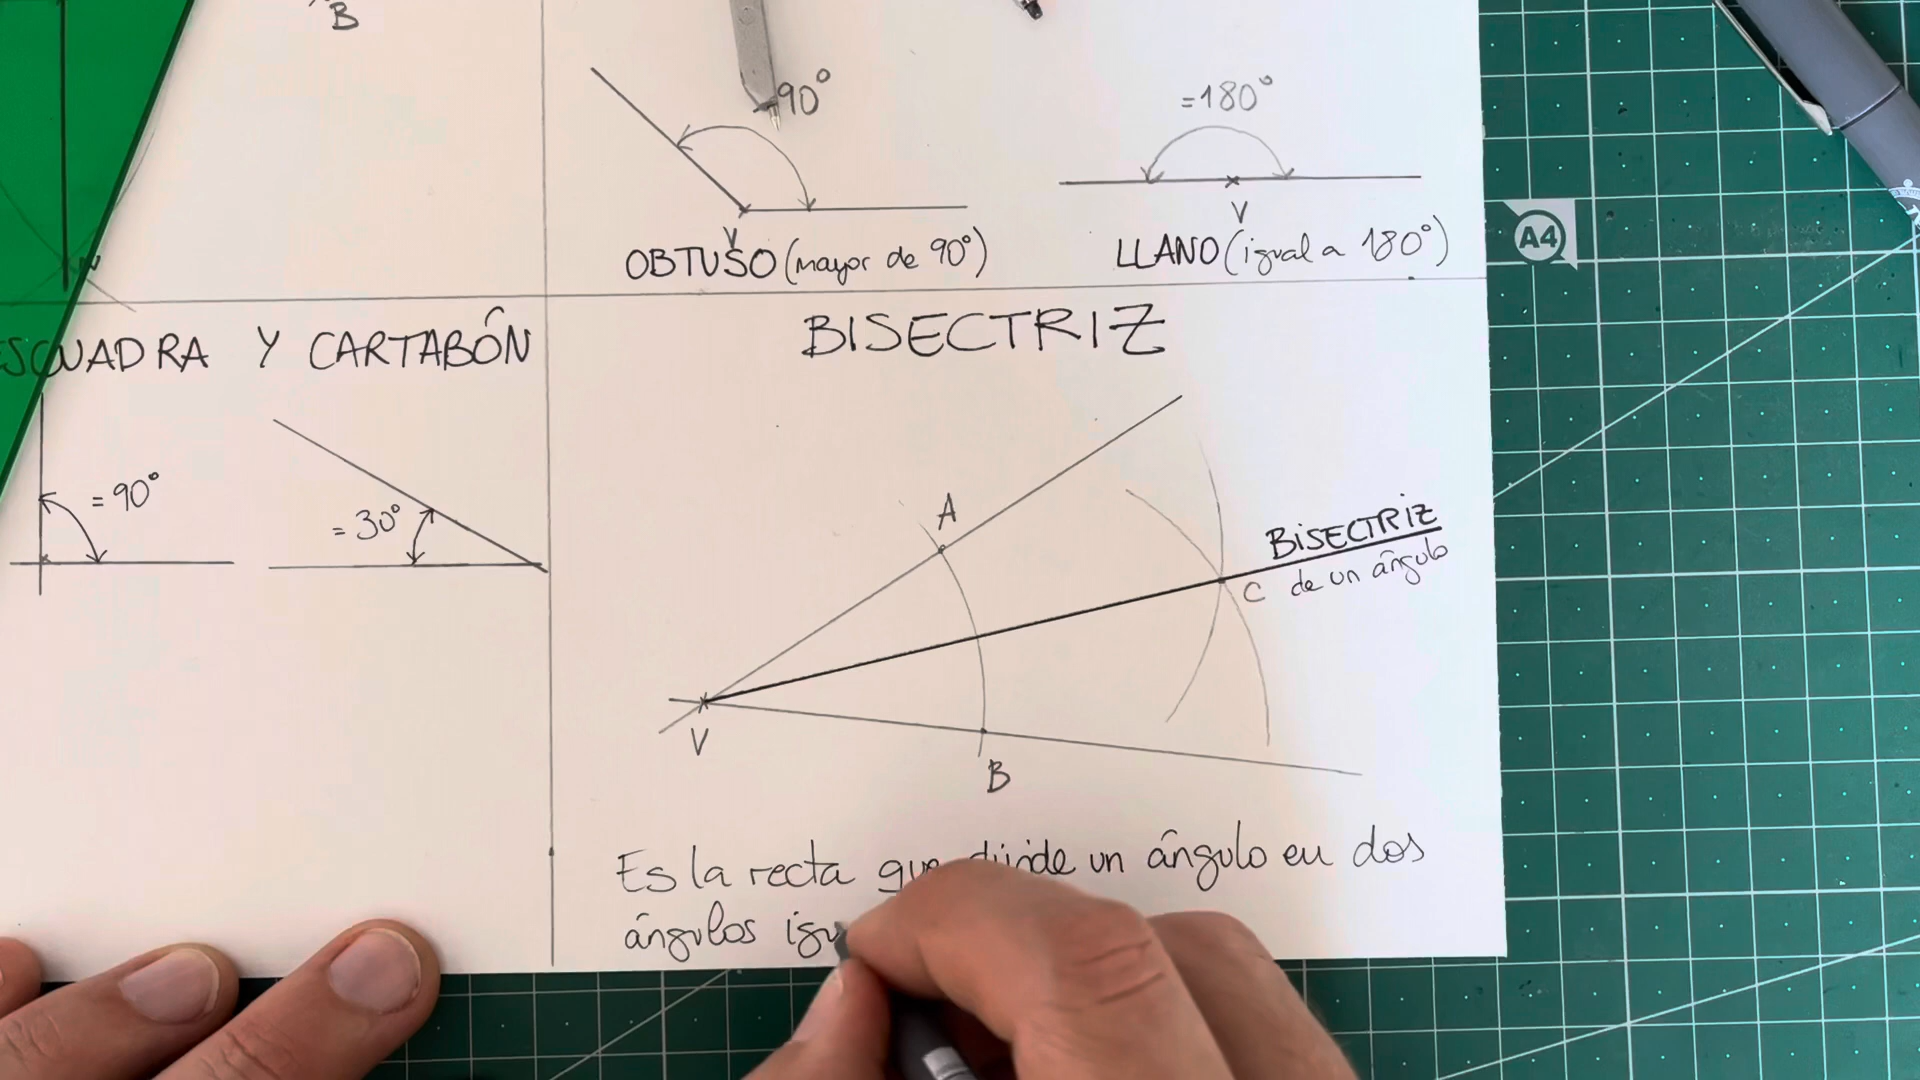 B
90°
=180°
V
V
OBTUSO (mayor de 90°)
LLANO (igual a 180°)
A4
ESCUADRA Y CARTABÓN
BISECTRIZ
= 90°
= 30°
A
BISECTRIZ
de un ángulo
C
V
B
Es la recta que divide un ángulo en dos
ángulos igu